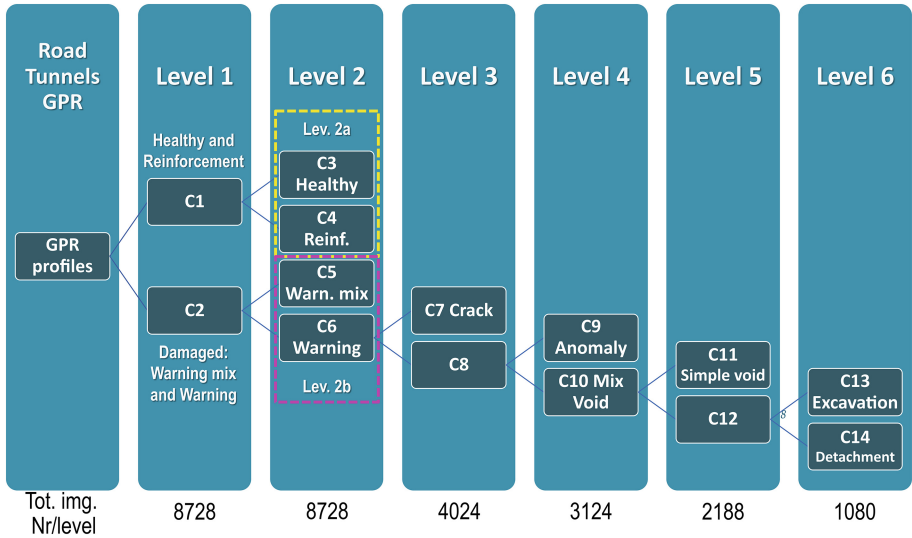 Road
Tunnels
GPR
GPR
profiles
Level 1
Healthy and
Reinforcement
C1
C2
Damaged:
Warning mix
and Warning
Level 2
Lev. 2a
C3
Healthy
C4
Reinf.
C5
Warn. mix
C6
Warning
Lev. 2b
Level 3
C7 Crack
C8
Level 4
C9
Anomaly
C10 Mix
Void
Level 5
C11
Simple void
C12
8
Level 6
C13
Excavation
C14
Detachment
Tot. img.
Nr/level
8728
8728
4024
3124
2188
1080